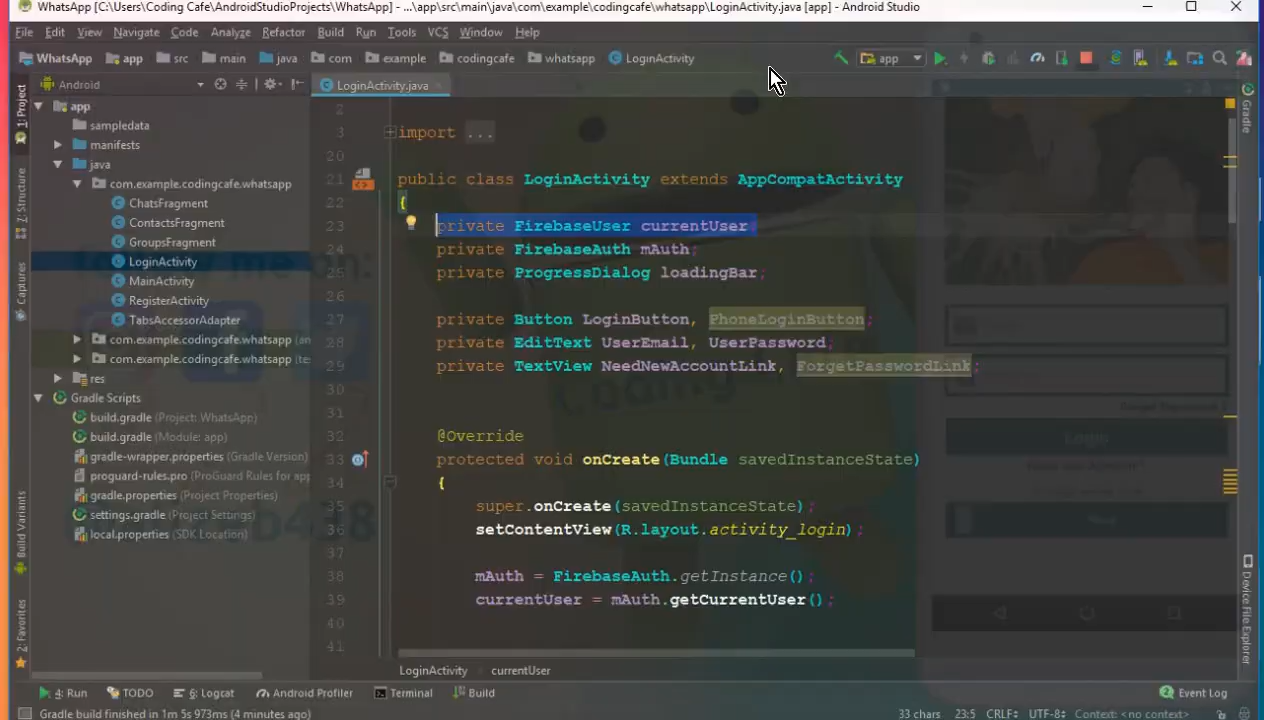 WhatsApp [C:\Users\Coding Cafe\AndroidStudioProjects\WhatsApp] - ...\app\src\main\java\com\example\codingcafe\whatsapp\LoginActivity.java [app] - Android Studio
File Edit View Navigate Code Analyze Refactor Build Run Tools VCS Window Help
WhatsApp app src main java com example codingcafe whatsapp LoginActivity app
Android LoginActivity.java
1: Project
Z: Structure
Captures
Build Variants
2: Favorites
app
sampledata
manifests
java
com.example.codingcafe.whatsapp
ChatsFragment
ContactsFragment
GroupsFragment
LoginActivity
MainActivity
RegisterActivity
TabsAccessorAdapter
com.example.codingcafe.whatsapp (an
com.example.codingcafe.whatsapp (te
res
Gradle Scripts
build.gradle (Project: WhatsApp)
build.gradle (Module: app)
gradle-wrapper.properties (Gradle Version)
proguard-rules.pro (ProGuard Rules for app
gradle.properties (Project Properties)
settings.gradle (Project Settings)
local.properties (SDK Location)
2
3 import ...
20
21 public class LoginActivity extends AppCompatActivity
22 {
23 private FirebaseUser currentUser;
24 private FirebaseAuth mAuth;
25 private ProgressDialog loadingBar;
26
27 private Button LoginButton, PhoneLoginButton;
28 private EditText UserEmail, UserPassword;
29 private TextView NeedNewAccountLink, ForgetPasswordLink;
30
31
32 @Override
33 protected void onCreate(Bundle savedInstanceState)
34 {
35 super.onCreate(savedInstanceState);
36 setContentView(R.layout.activity_login);
37
38 mAuth = FirebaseAuth.getInstance();
39 currentUser = mAuth.getCurrentUser();
40
41
LoginActivity currentUser
Gradle
Device File Explorer
Login
Coding
on:
4: Run TODO 6: Logcat Android Profiler Terminal Build Event Log
Gradle build finished in 1m 5s 973ms (4 minutes ago) 33 chars 23:5 CRLF UTF-8 Context: <no context>